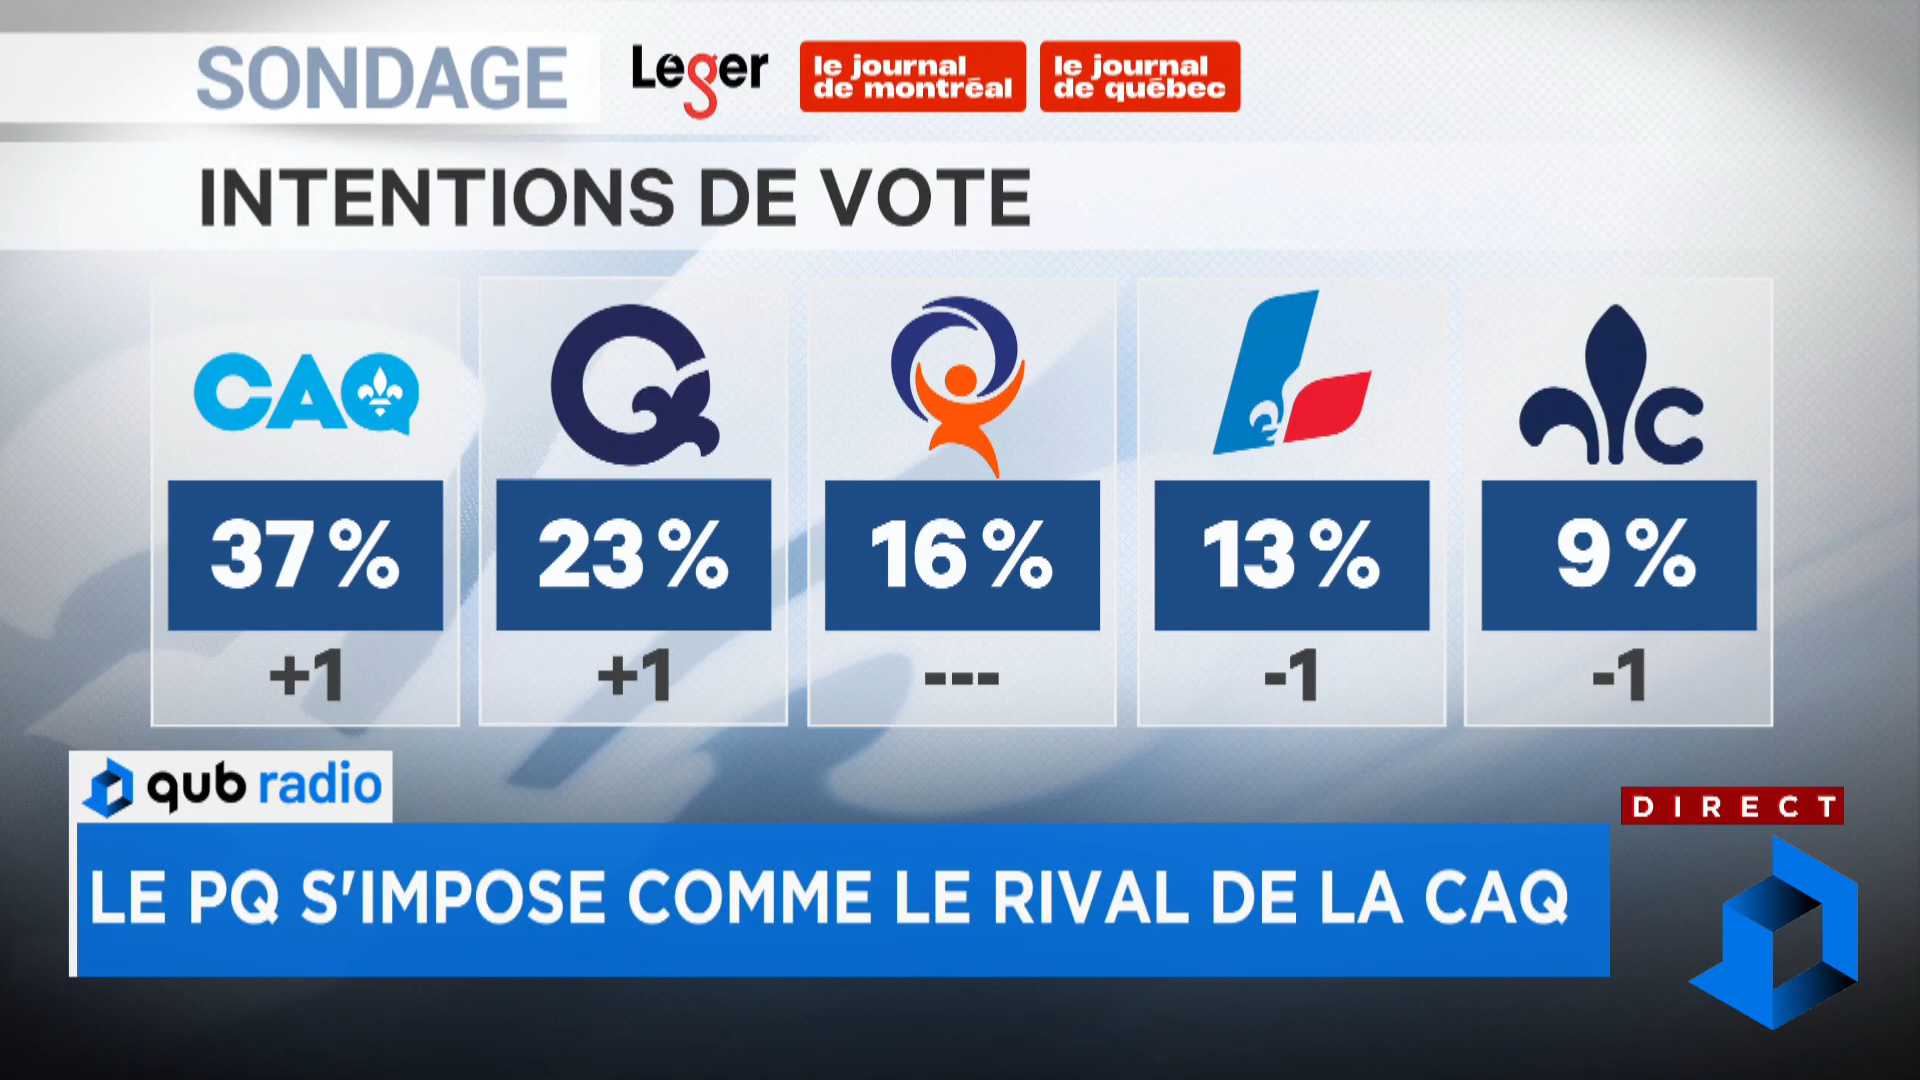 SONDAGE
Léger
le journal
de montréal
le journal
de québec
INTENTIONS DE VOTE
CAQ
37 %
+1
Q
23 %
+1
16 %
---
L
13 %
-1
C
9 %
-1
qub radio
LE PQ S'IMPOSE COMME LE RIVAL DE LA CAQ
DIRECT